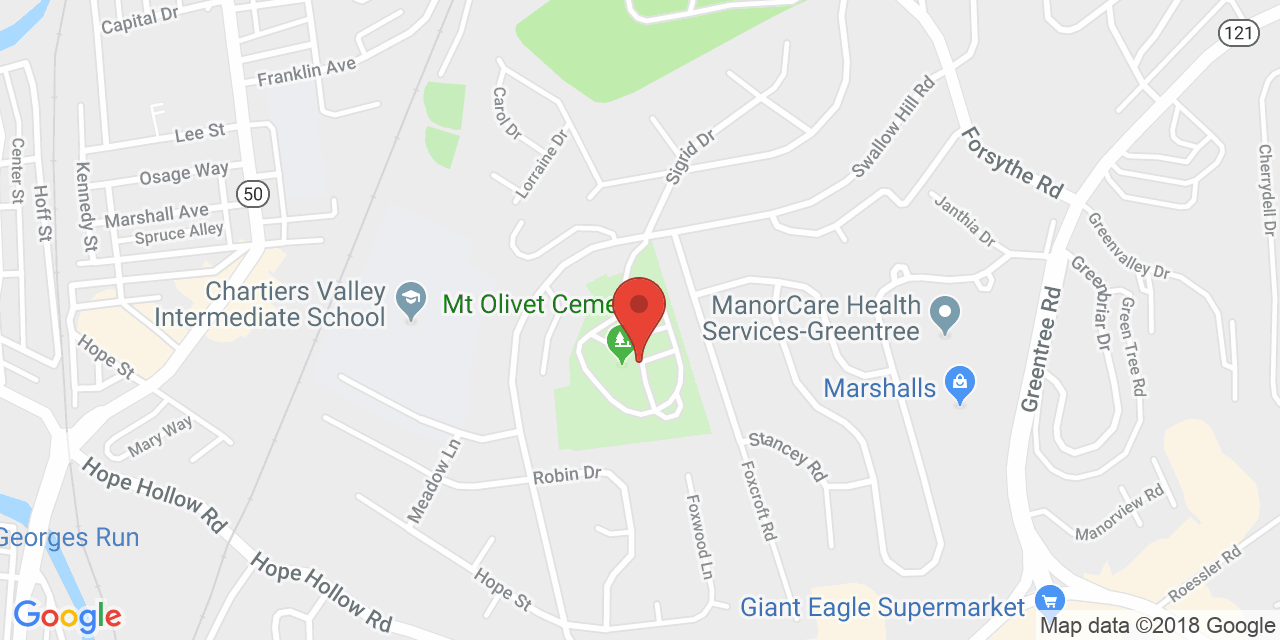 Capital Dr
121
Franklin Ave
Carol Dr
Lorraine Dr
Sigrid Dr
Swallow Hill Rd
Forsythe Rd
Lee St
Center St
Hoff St
Kennedy St
Osage Way
50
Marshall Ave
Spruce Alley
Janthia Dr
Cherrydell Dr
Greenvalley Dr
Greenbriar Dr
Green Tree Rd
Greentree Rd
Chartiers Valley
Intermediate School
Mt Olivet Ceme
ManorCare Health
Services-Greentree
Hope St
Marshalls
Mary Way
Meadow Ln
Hope Hollow Rd
Robin Dr
Stancey Rd
Foxcroft Rd
Foxwood Ln
Manorview Rd
Georges Run
Hope Hollow Rd
Hope St
Roessler Rd
Giant Eagle Supermarket
Google
Map data ©2018 Google